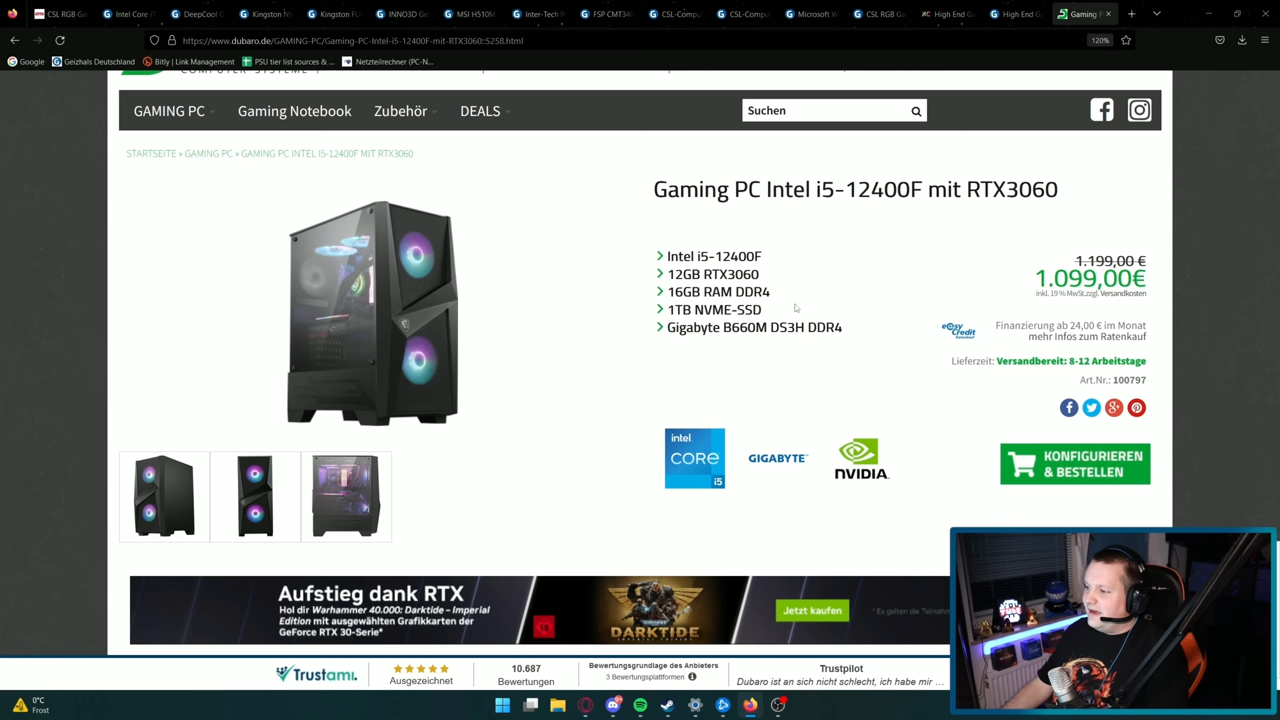 CSL RGB Ga
Intel Core i
DeepCool G
Kingston N
Kingston FU
INNO3D Ge
MSI H510M
Inter-Tech
FSP CMT34
CSL-Compu
CSL-Compu
Microsoft W
CSL RGB Ga
High End Ga
High End G
Gaming P
https://www.dubaro.de/GAMING-PC/Gaming-PC-Intel-i5-12400F-mit-RTX3060::5258.html
120%
Google
Geizhals Deutschland
Bitly | Link Management
PSU tier list sources & ...
Netzteilrechner (PC-N...
COMPUTER SYSTEME
GAMING PC
Gaming Notebook
Zubehör
DEALS
Suchen
STARTSEITE » GAMING PC » GAMING PC INTEL I5-12400F MIT RTX3060
Gaming PC Intel i5-12400F mit RTX3060
Intel i5-12400F
12GB RTX3060
16GB RAM DDR4
1TB NVME-SSD
Gigabyte B660M DS3H DDR4
1.199,00 €
1.099,00€
inkl. 19 % MwSt.zzgl. Versandkosten
easy
Credit
Ratenkauf
Finanzierung ab 24,00 € im Monat
mehr Infos zum Ratenkauf
Lieferzeit: Versandbereit: 8-12 Arbeitstage
Art.Nr.: 100797
intel
CORE
i5
GIGABYTE™
NVIDIA.
KONFIGURIEREN
& BESTELLEN
Aufstieg dank RTX
Hol dir Warhammer 40.000: Darktide – Imperial
Edition mit ausgewählten Grafikkarten der
GeForce RTX 30-Serie*
DARKTIDE
Jetzt kaufen
* Es gelten die Teilnahm
Trustami.
Ausgezeichnet
10.687
Bewertungen
Bewertungsgrundlage des Anbieters
3 Bewertungsplattformen
Trustpilot
Dubaro ist an sich nicht schlecht, ich habe mir ...
0°C
Frost